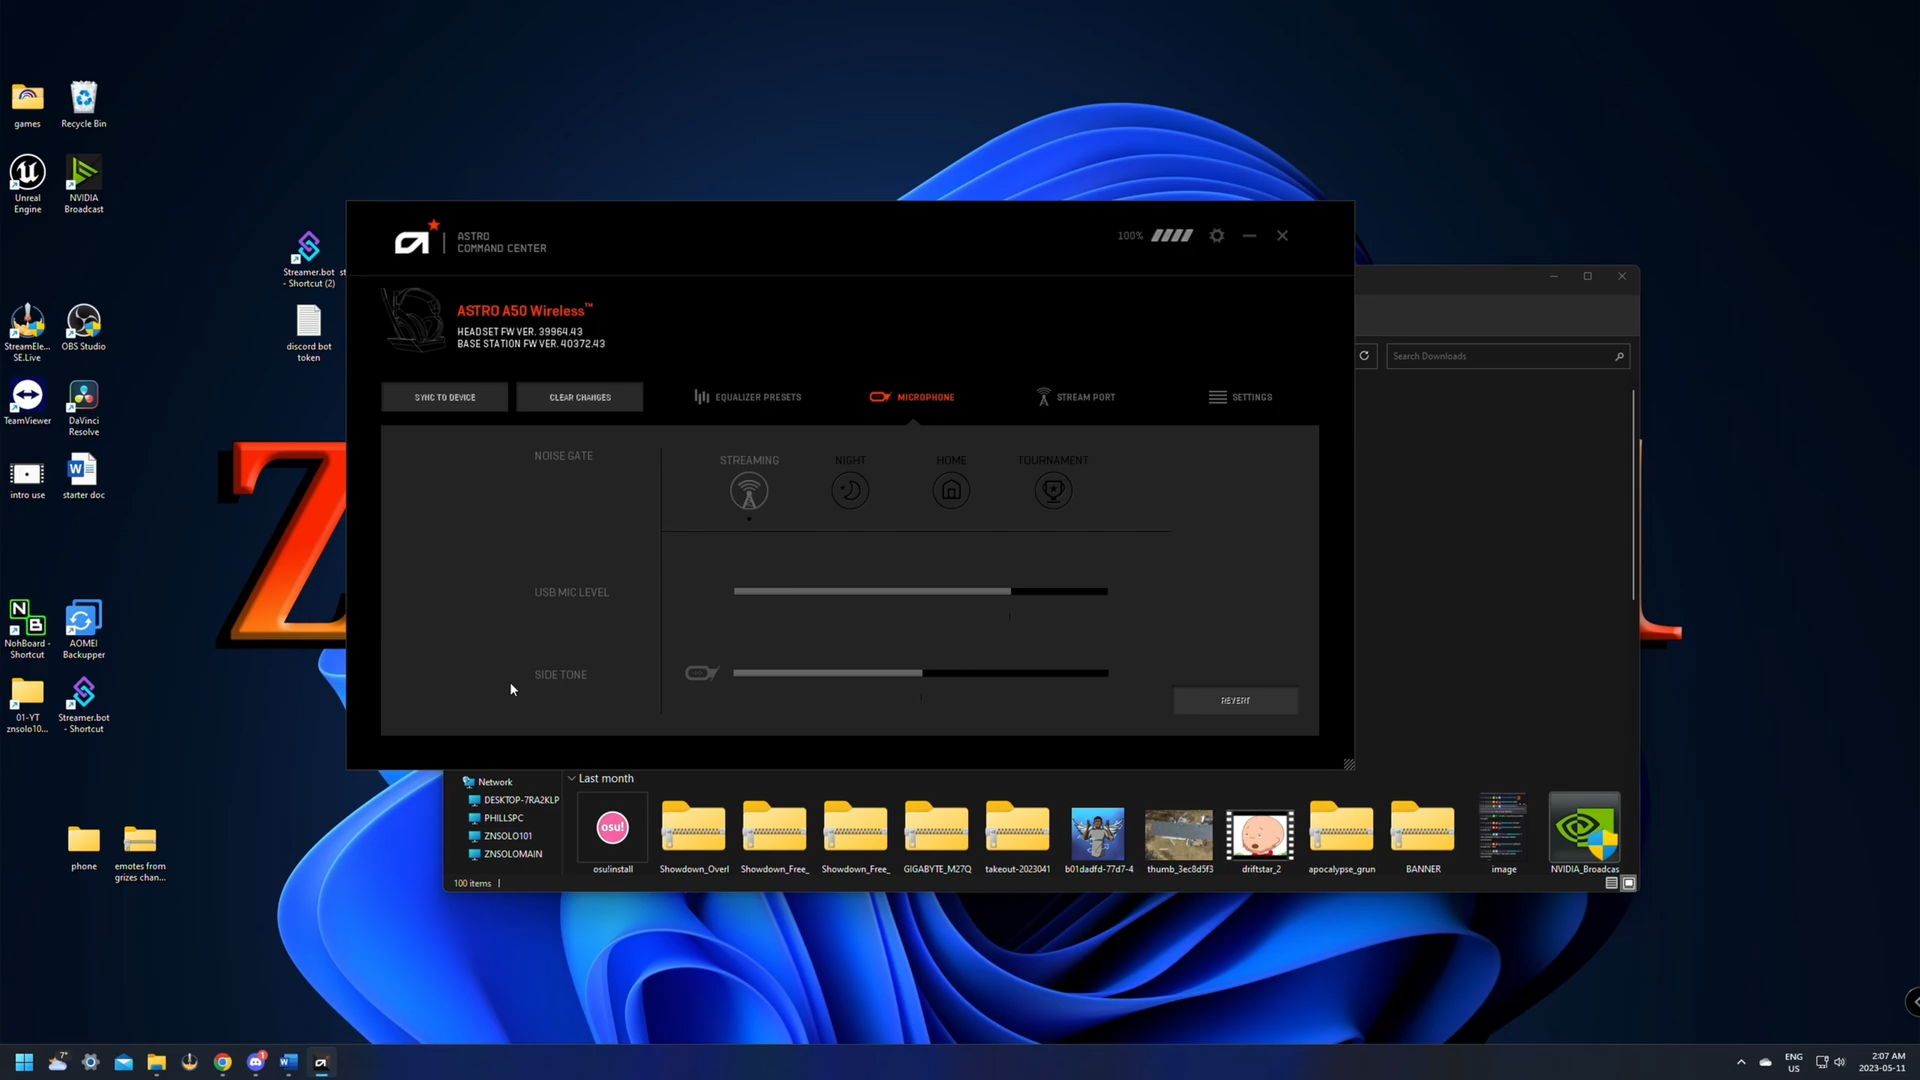 games
Recycle Bin
Unreal
Engine
NVIDIA
Broadcast
Streamer.bot
- Shortcut (2)
st
StreamEle...
SE.Live
OBS Studio
discord bot
token
TeamViewer
DaVinci
Resolve
intro use
starter doc
NohBoard -
Shortcut
AOMEI
Backupper
01-YT
znsolo10...
Streamer.bot
- Shortcut
phone
emotes from
grizes chan...
Z
ASTRO
COMMAND CENTER
100%
ASTRO A50 Wireless™
HEADSET FW VER. 39964.43
BASE STATION FW VER. 40372.43
SYNC TO DEVICE
CLEAR CHANGES
EQUALIZER PRESETS
MICROPHONE
STREAM PORT
SETTINGS
NOISE GATE
STREAMING
NIGHT
HOME
TOURNAMENT
USB MIC LEVEL
SIDE TONE
REVERT
Search Downloads
Network
DESKTOP-7RA2KLP
PHILLSPC
ZNSOLO101
ZNSOLOMAIN
Last month
osu!
osu!install
Showdown_Overl
Showdown_Free_
Showdown_Free_
GIGABYTE_M27Q
takeout-2023041
b01dadfd-77d7-4
thumb_3ec8d5f3
driftstar_2
apocalypse_grun
BANNER
image
NVIDIA_Broadcas
100 items
7°
1
ENG
US
2:07 AM
2023-05-11